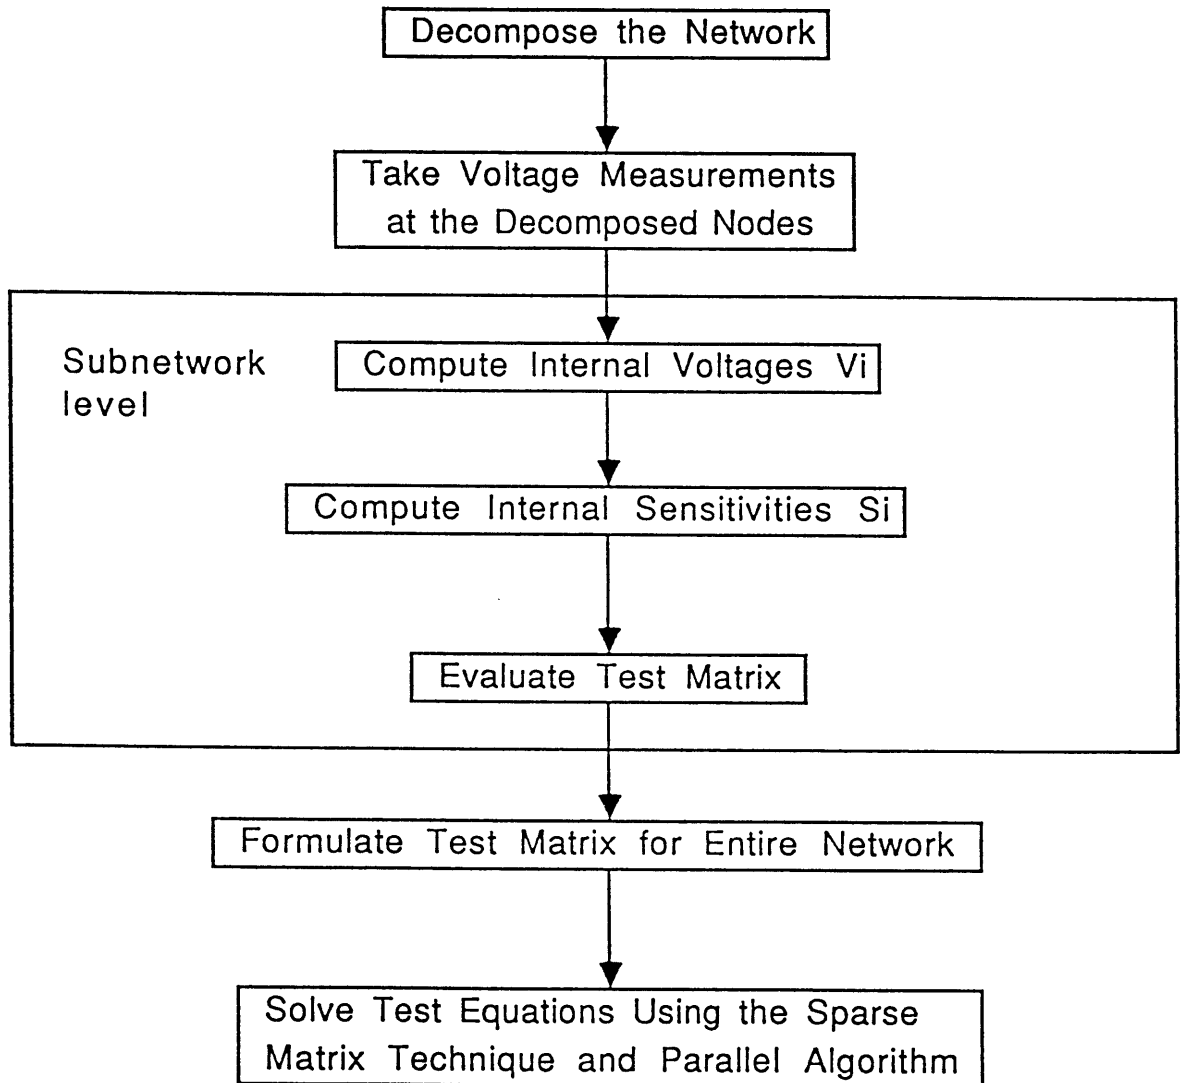 Decompose the Network
Take Voltage Measurements
at the Decomposed Nodes
Subnetwork
level
Compute Internal Voltages Vi
Compute Internal Sensitivities Si
Evaluate Test Matrix
Formulate Test Matrix for Entire Network
Solve Test Equations Using the Sparse
Matrix Technique and Parallel Algorithm